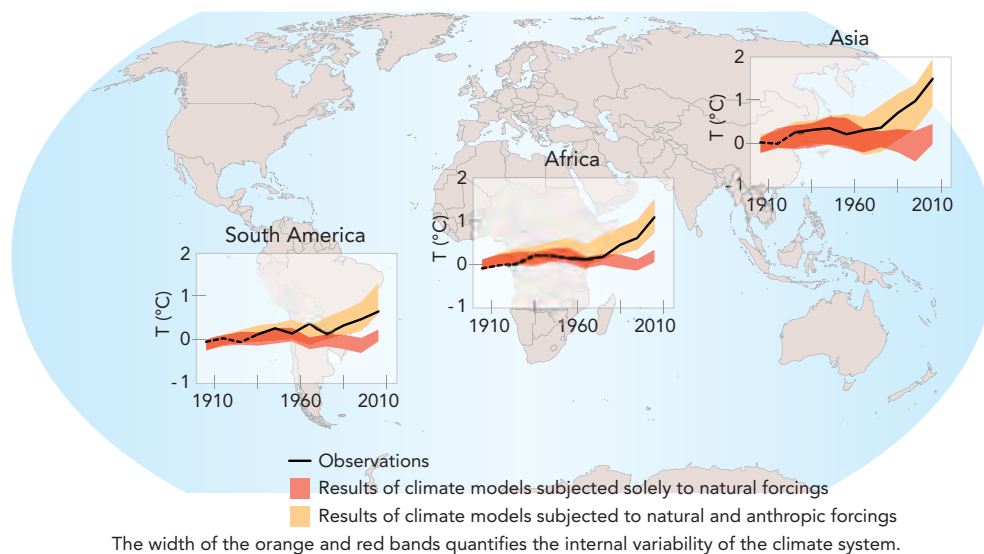 Asia
2
1
0
-1
T (°C)
1910 1960 2010
Africa
2
1
0
-1
T (°C)
1910 1960 2010
South America
2
1
0
-1
T (°C)
1910 1960 2010
Observations
Results of climate models subjected solely to natural forcings
Results of climate models subjected to natural and anthropic forcings
The width of the orange and red bands quantifies the internal variability of the climate system.